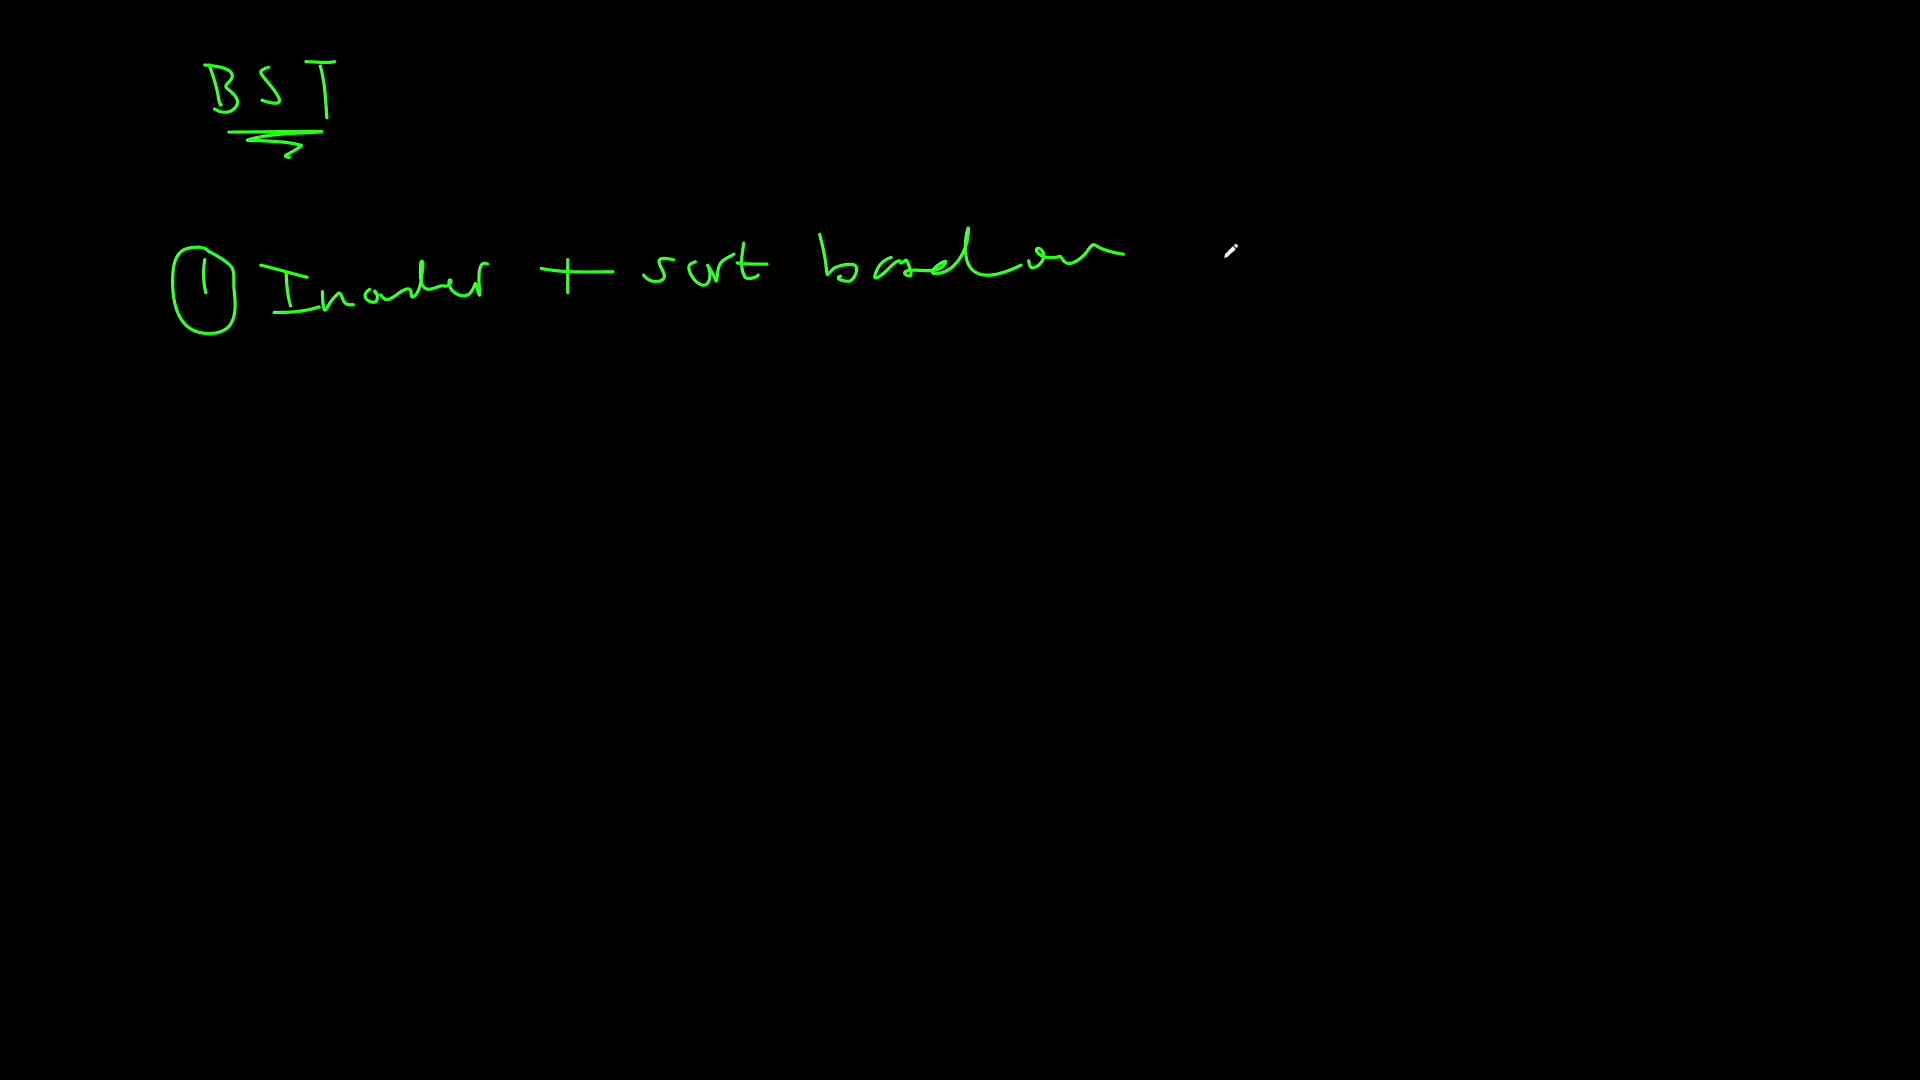 BST
① Inorder + sort based on